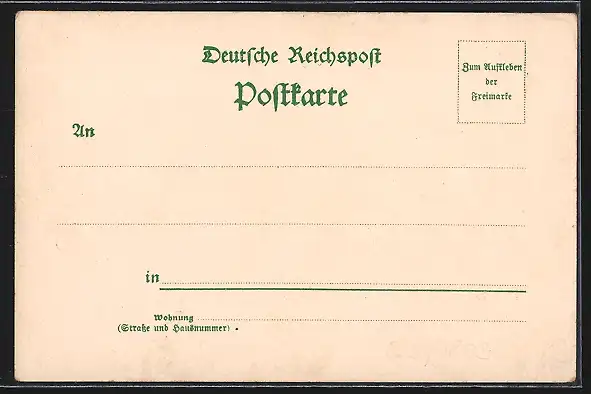 Deutsche Reichspost
Postkarte
Zum Aufkleben
der
Freimarke
An
in
Wohnung
(Straße und Hausnummer)